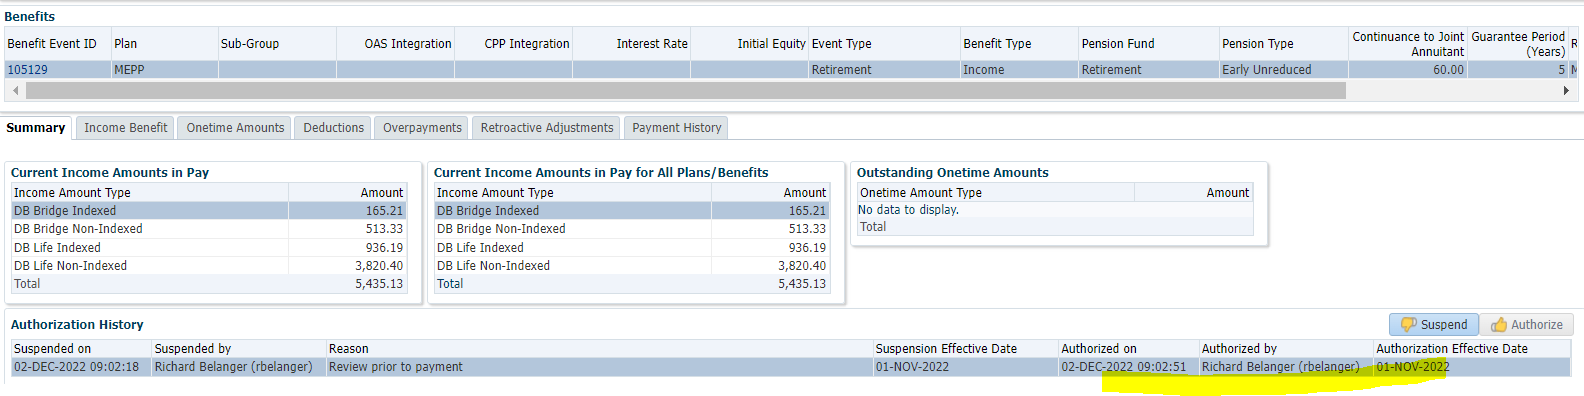 Benefits
Continuance to Joint Guarantee Period
Benefit Event ID Plan Sub-Group OAS Integration CPP Integration Interest Rate Initial Equity Event Type Benefit Type Pension Fund Pension Type Annuitant (Years) R
105129 MEPP Retirement Income Retirement Early Unreduced 60.00 5 M
Summary Income Benefit Onetime Amounts Deductions Overpayments Retroactive Adjustments Payment History
Current Income Amounts in Pay Current Income Amounts in Pay for All Plans/Benefits Outstanding Onetime Amounts
Income Amount Type Amount Income Amount Type Amount Onetime Amount Type Amount
DB Bridge Indexed 165.21 DB Bridge Indexed 165.21 No data to display.
DB Bridge Non-Indexed 513.33 DB Bridge Non-Indexed 513.33 Total
DB Life Indexed 936.19 DB Life Indexed 936.19
DB Life Non-Indexed 3,820.40 DB Life Non-Indexed 3,820.40
Total 5,435.13 Total 5,435.13
Authorization History Suspend Authorize
Suspended on Suspended by Reason Suspension Effective Date Authorized on Authorized by Authorization Effective Date
02-DEC-2022 09:02:18 Richard Belanger (rbelanger) Review prior to payment 01-NOV-2022 02-DEC-2022 09:02:51 Richard Belanger (rbelanger) 01-NOV-2022